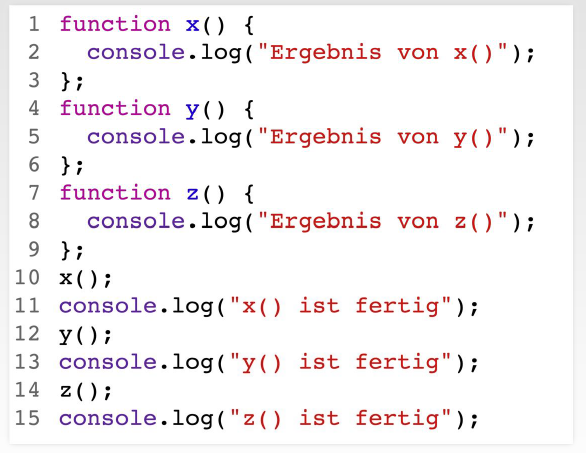 1 function x() {
2   console.log("Ergebnis von x()");
3 };
4 function y() {
5   console.log("Ergebnis von y()");
6 };
7 function z() {
8   console.log("Ergebnis von z()");
9 };
10 x();
11 console.log("x() ist fertig");
12 y();
13 console.log("y() ist fertig");
14 z();
15 console.log("z() ist fertig");